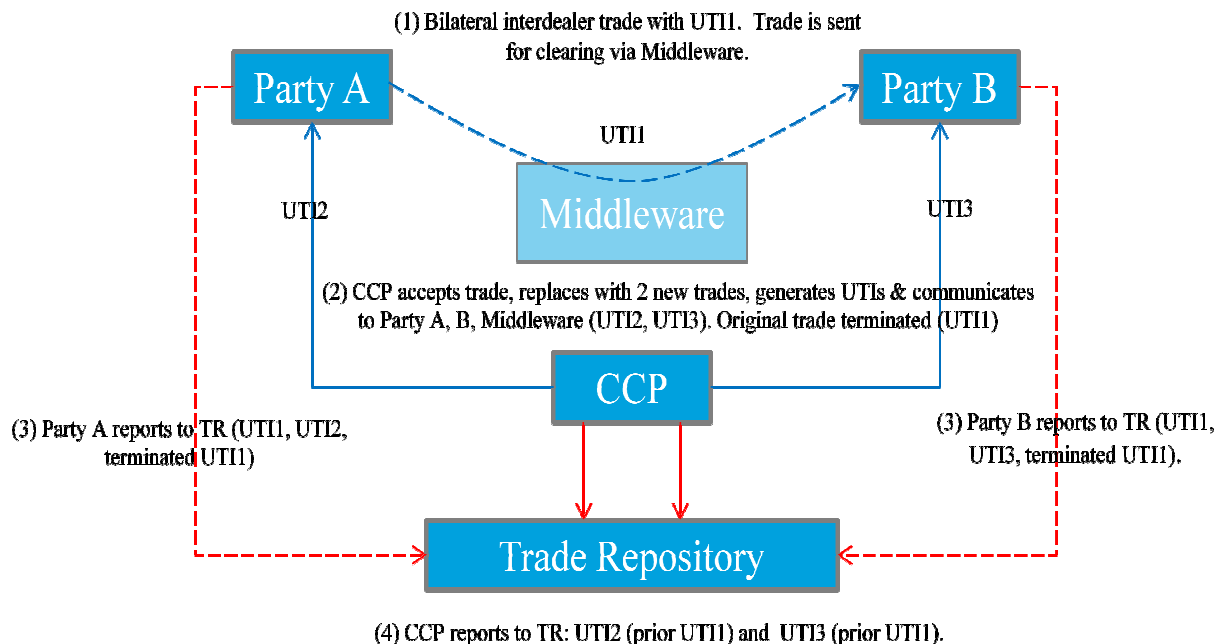 (1) Bilateral interdealer trade with UTI1.  Trade is sent
for clearing via Middleware.
Party A
Party B
UTI1
Middleware
UTI2
UTI3
(2) CCP accepts trade, replaces with 2 new trades, generates UTIs & communicates
to Party A, B, Middleware (UTI2, UTI3). Original trade terminated (UTI1)
CCP
(3) Party A reports to TR (UTI1, UTI2,
terminated UTI1)
(3) Party B reports to TR (UTI1,
UTI3, terminated UTI1).
Trade Repository
(4) CCP reports to TR: UTI2 (prior UTI1) and  UTI3 (prior UTI1).